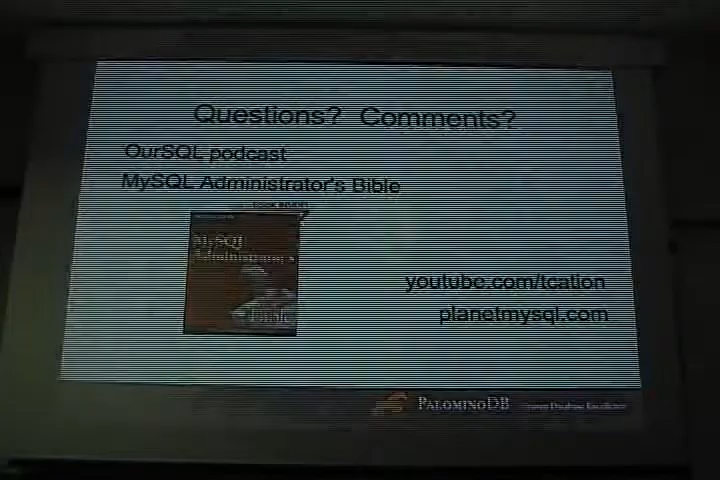 Questions? Comments?
OurSQL podcast
MySQL Administrator's Bible
MySQL
Administrator's
Bible
youtube.com/tcation
planetmysql.com
PALOMINODB